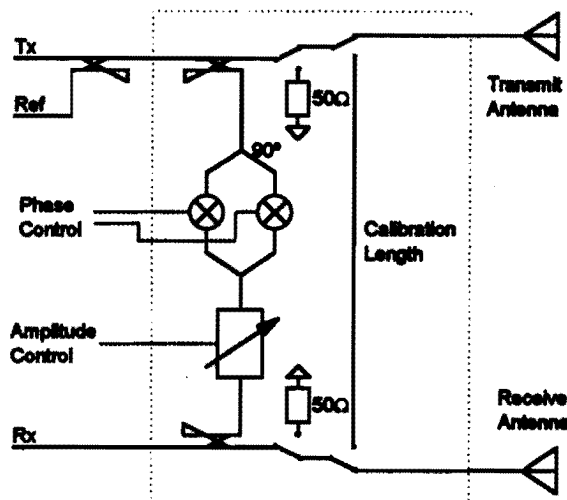 Tx
Ref
50Ω
Transmit
Antenna
90°
Phase
Control
Calibration
Length
Amplitude
Control
50Ω
Receive
Antenna
Rx